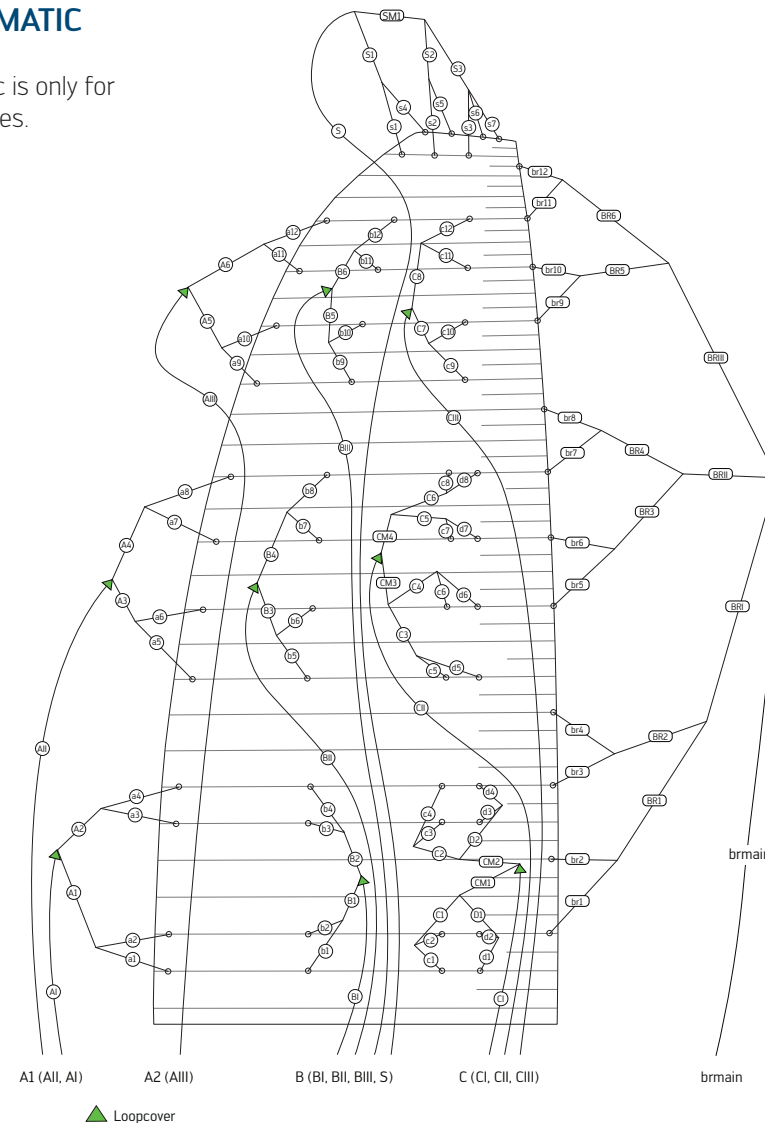 MATIC
c is only for
es.
SM1
S1
S2
S3
S
s4
s1
s5
s2
s6
s3
s7
br12
br11
BR6
a12
b12
c12
a11
b11
c11
A6
B6
C8
br10
BR5
br9
A5
B5
C7
a10
b10
c10
a9
b9
c9
BRIII
AIII
CIII
br8
BIII
br7
BR4
BRII
a8
b8
c8
d8
C6
a7
b7
C5
c7
d7
BR3
A4
B4
CM4
br6
CM3
C4
c6
d6
br5
A3
B3
BRI
a6
b6
a5
b5
C3
c5
d5
CII
br4
BR2
AII
BII
br3
a4
d4
BR1
a3
b4
c4
d3
A2
b3
c3
D2
B2
C2
CM2
br2
brmain
CM1
A1
B1
br1
C1
D1
b2
a2
c2
d2
b1
a1
c1
d1
AI
BI
CI
A1 (AII, AI)
A2 (AIII)
B (BI, BII, BIII, S)
C (CI, CII, CIII)
brmain
Loopcover